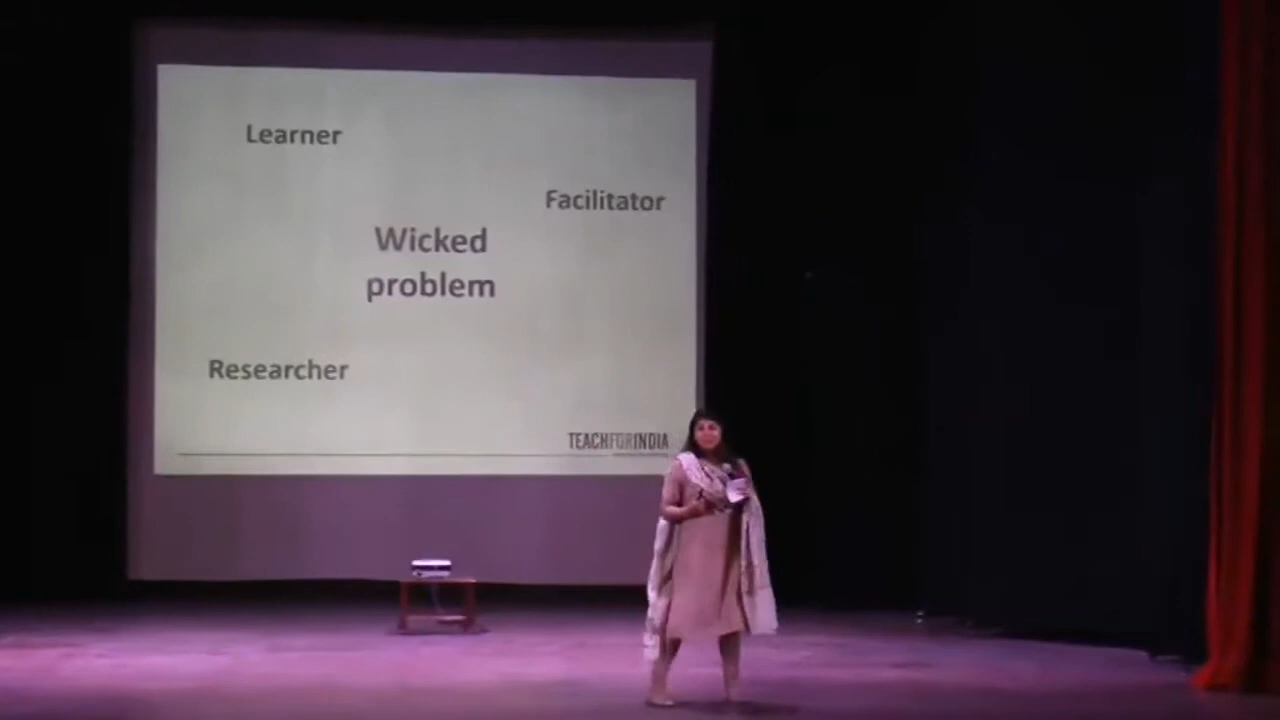 Learner
Facilitator
Wicked
problem
Researcher
TEACHFORINDIA